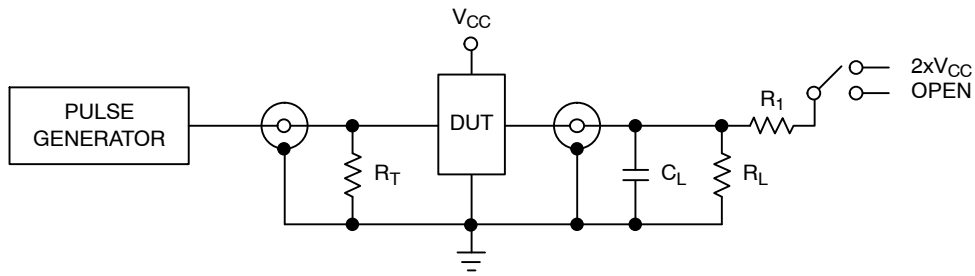 V_CC
2xV_CC
OPEN
PULSE
GENERATOR
DUT
R_1
R_T
C_L
R_L